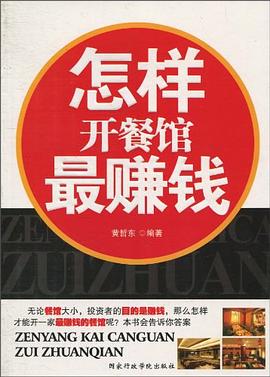 怎样
开餐馆
最赚钱
黄哲东 ◎编著
无论餐馆大小，投资者的目的是赚钱，那么怎样
才能开一家最赚钱的餐馆呢？本书会告诉你答案
ZENYANG KAI CANGUAN
ZUI ZHUANQIAN
国家行政学院出版社